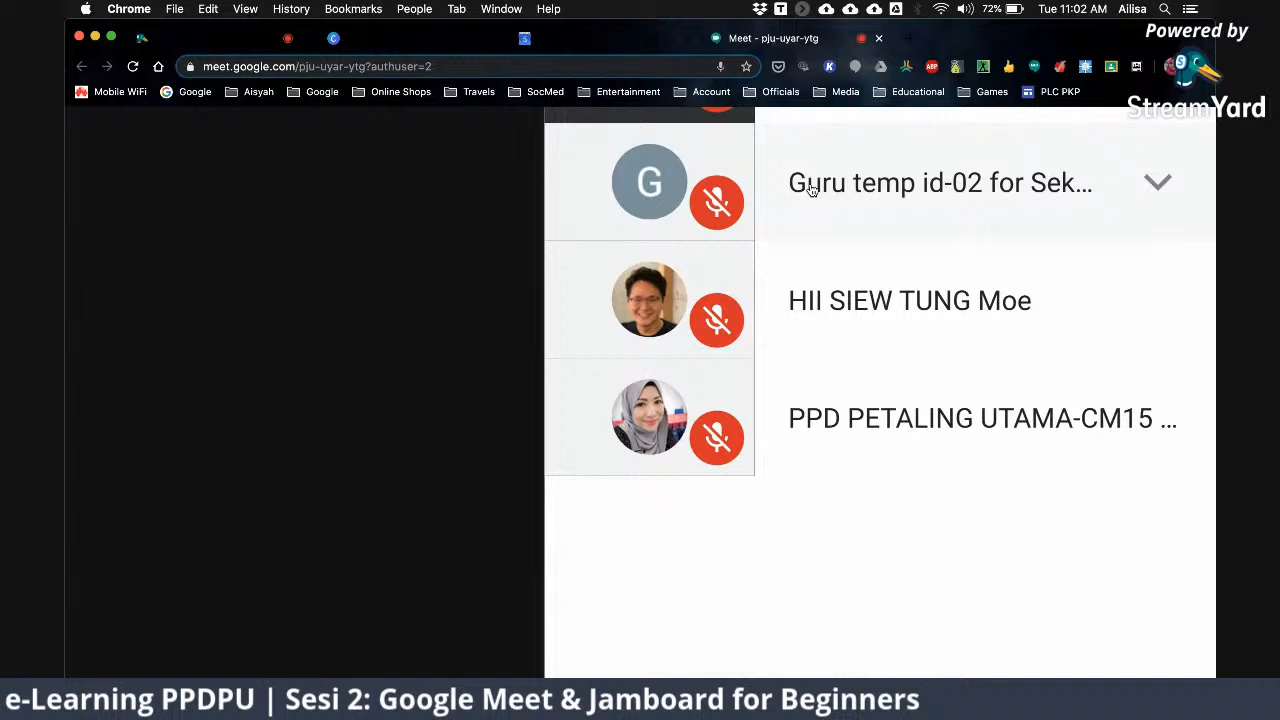 Chrome File Edit View History Bookmarks People Tab Window Help 72% Tue 11:02 AM Ailisa
Powered by
StreamYard
Meet - pju-uyar-ytg
meet.google.com/pju-uyar-ytg?authuser=2
Mobile WiFi Google Aisyah Google Online Shops Travels SocMed Entertainment Account Officials Media Educational Games PLC PKP
G Guru temp id-02 for Sek...
HII SIEW TUNG Moe
PPD PETALING UTAMA-CM15 ...
e-Learning PPDPU | Sesi 2: Google Meet & Jamboard for Beginners